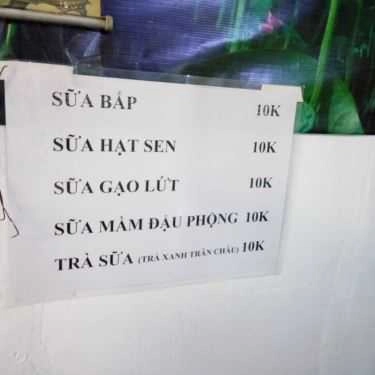 SỮA BẮP 10K
SỮA HẠT SEN 10K
SỮA GẠO LỨT 10K
SỮA MẦM ĐẬU PHỘNG 10K
TRÀ SỮA (TRÀ XANH TRÂN CHÂU) 10K